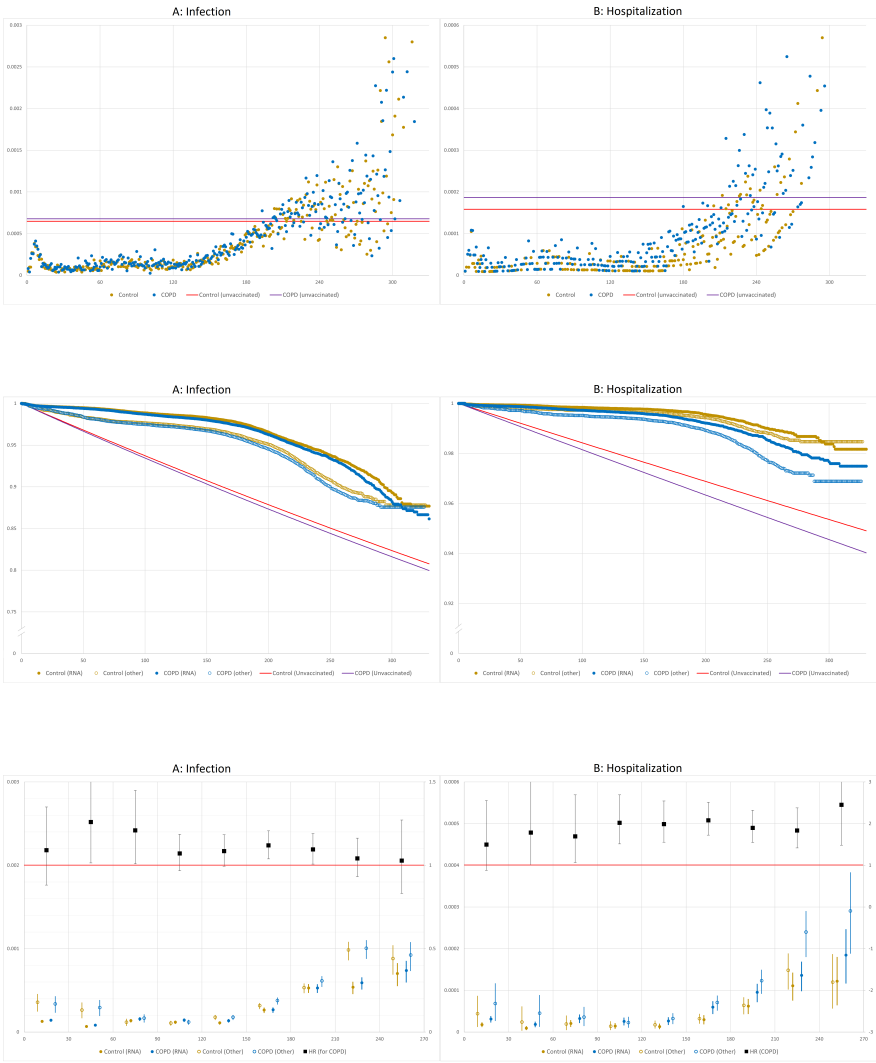 A: Infection
0.003
0.0025
0.002
0.0015
0.001
0.0005
0
0 60 120 180 240 300
Control COPD Control (unvaccinated) COPD (unvaccinated)
B: Hospitalization
0.0006
0.0005
0.0004
0.0003
0.0002
0.0001
0
0 60 120 180 240 300
Control COPD Control (unvaccinated) COPD (unvaccinated)
A: Infection
1
0.95
0.9
0.85
0.8
0.75
0
0 50 100 150 200 250 300
Control (RNA) Control (other) COPD (RNA) COPD (other) Control (Unvaccinated) COPD (Unvaccinated)
B: Hospitalization
1
0.98
0.96
0.94
0.92
0
0 50 100 150 200 250 300
Control (RNA) Control (other) COPD (RNA) COPD (other) Control (Unvaccinated) COPD (Unvaccinated)
A: Infection
0.003 1.5
0.002 1
0.001 0.5
0 0
0 30 60 90 120 150 180 210 240 270
Control (RNA) COPD (RNA) Control (Other) COPD (Other) HR (for COPD)
B: Hospitalization
0.0006 3
0.0005 2
0.0004 1
0.0003 0
0.0002 -1
0.0001 -2
0 -3
0 30 60 90 120 150 180 210 240 270
Control (RNA) COPD (RNA) Control (Other) COPD (Other) HR (COPD)